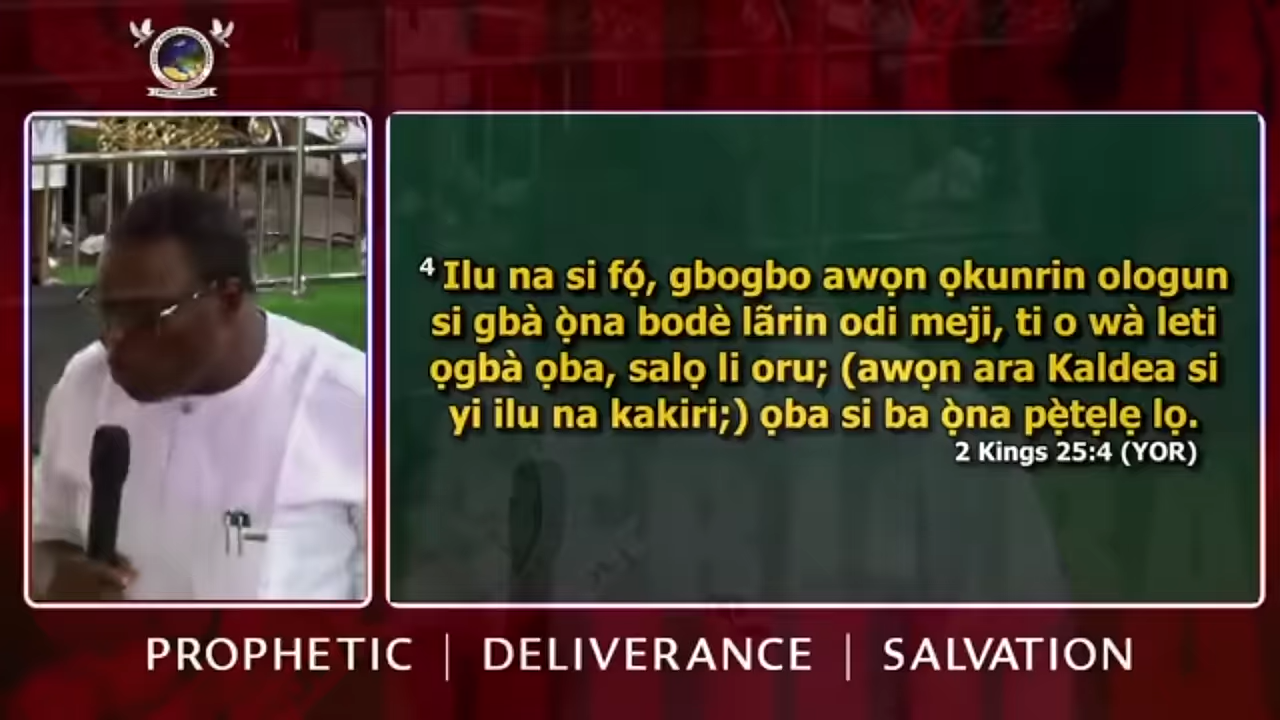 4 Ilu na si fọ́, gbogbo awọn ọkunrin ologun
si gbà ọ̀na bodè lãrin odi meji, ti o wà leti
ọgbà ọba, salọ li oru; (awọn ara Kaldea si
yi ilu na kakiri;) ọba si ba ọ̀na pẹ̀tẹlẹ lọ.
2 Kings 25:4 (YOR)
PROPHETIC | DELIVERANCE | SALVATION